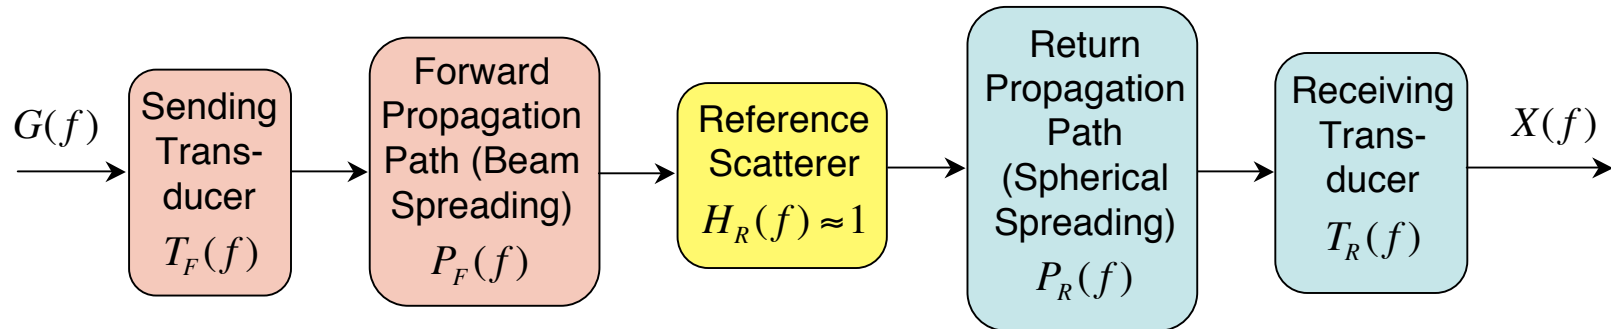 G(f)
Sending
Trans-
ducer
T_F(f)
Forward
Propagation
Path (Beam
Spreading)
P_F(f)
Reference
Scatterer
H_R(f) ≈ 1
Return
Propagation
Path
(Spherical
Spreading)
P_R(f)
Receiving
Trans-
ducer
T_R(f)
X(f)